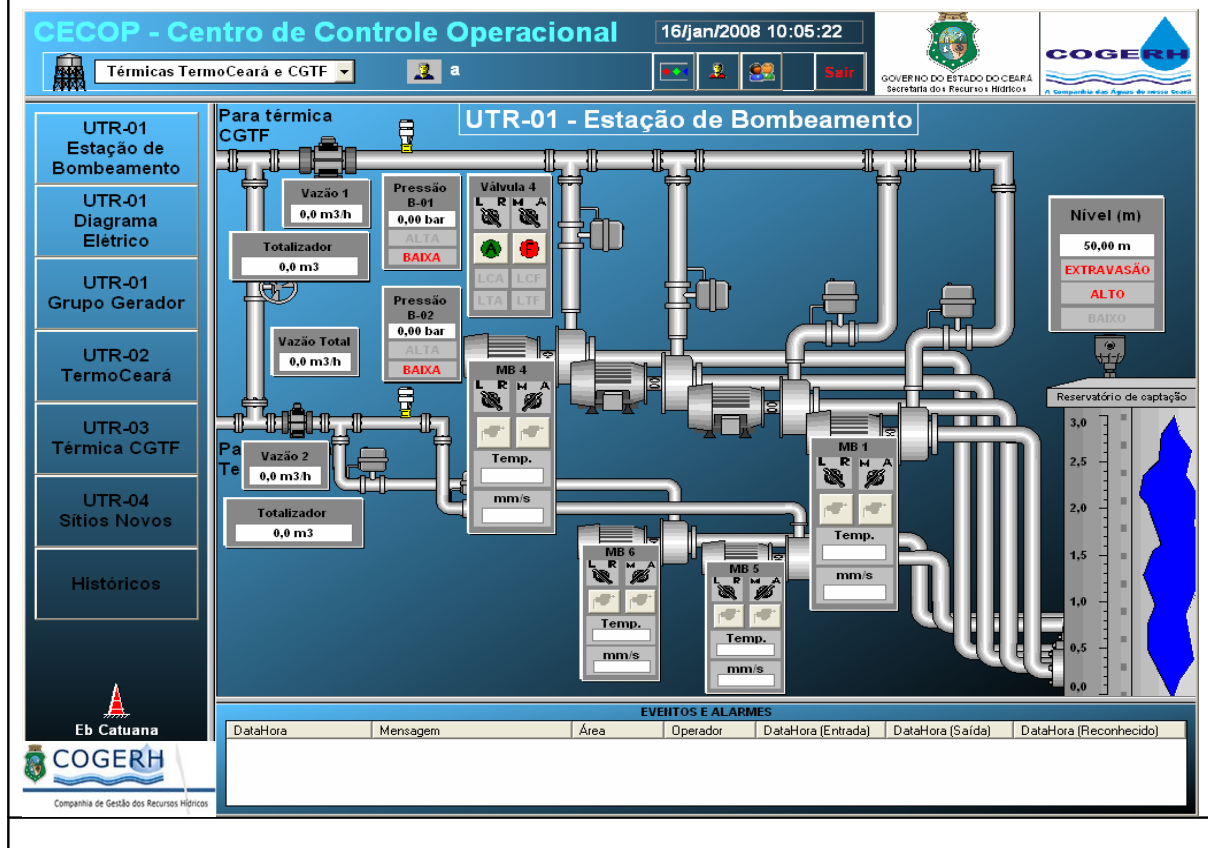 CECOP - Centro de Controle Operacional
16/jan/2008 10:05:22
Térmicas TermoCeará e CGTF
a
Sair
GOVERNO DO ESTADO DO CEARÁ
Secretaria dos Recursos Hídricos
COGERH
A Companhia das Águas do nosso Ceará
UTR-01
Estação de
Bombeamento
UTR-01
Diagrama
Elétrico
UTR-01
Grupo Gerador
UTR-02
TermoCeará
UTR-03
Térmica CGTF
UTR-04
Sítios Novos
Históricos
Eb Catuana
COGERH
Companhia de Gestão dos Recursos Hídricos
Para térmica
CGTF
UTR-01 - Estação de Bombeamento
Vazão 1
0,0 m3/h
Totalizador
0,0 m3
Pressão
B-01
0,00 bar
ALTA
BAIXA
Válvula 4
L R M A
A F
LCA LCF
LTA LTF
Pressão
B-02
0,00 bar
ALTA
BAIXA
Vazão Total
0,0 m3/h
Pa
Te
Vazão 2
0,0 m3/h
Totalizador
0,0 m3
MB 4
L R M A
Temp.
mm/s
MB 6
L R M A
Temp.
mm/s
MB 5
L R M A
Temp.
mm/s
MB 1
L R M A
Temp.
mm/s
Nível (m)
50,00 m
EXTRAVASÃO
ALTO
BAIXO
Reservatório de captação
3,0
2,5
2,0
1,5
1,0
0,5
0,0
EVENTOS E ALARMES
DataHora Mensagem Área Operador DataHora (Entrada) DataHora (Saída) DataHora (Reconhecido)